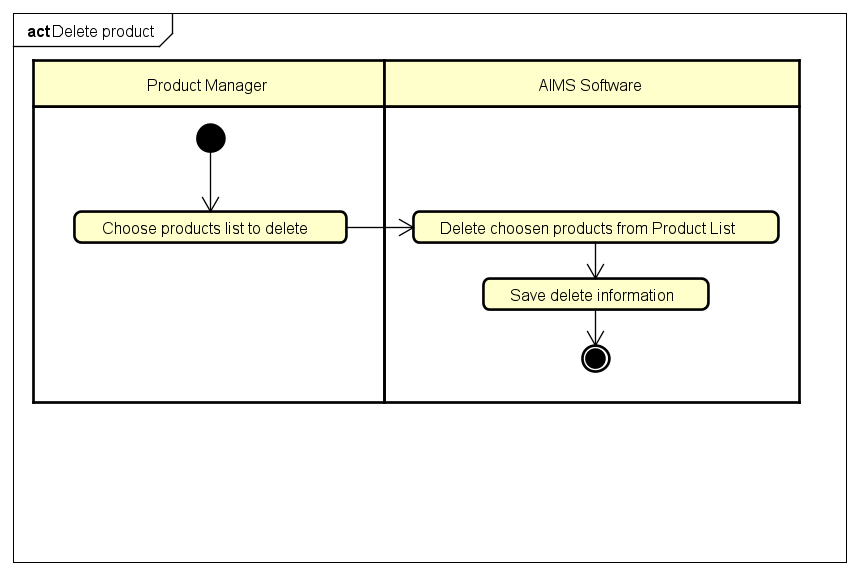 act Delete product
Product Manager
AIMS Software
Choose products list to delete
Delete choosen products from Product List
Save delete information